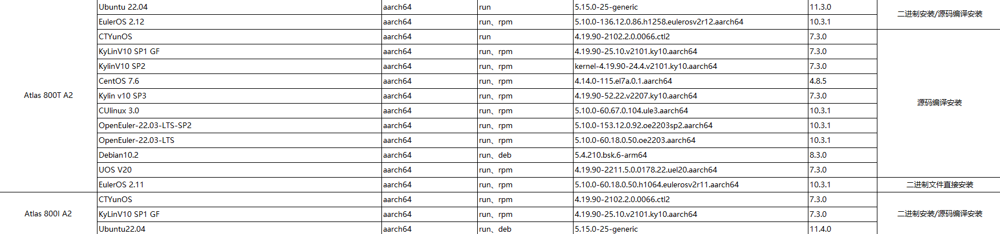 Ubuntu 22.04 aarch64 run 5.15.0-25-generic 11.3.0
二进制安装/源码编译安装
EulerOS 2.12 aarch64 run、rpm 5.10.0-136.12.0.86.h1258.eulerosv2r12.aarch64 10.3.1
CTYunOS aarch64 run 4.19.90-2102.2.0.0066.ctl2 7.3.0
KyLinV10 SP1 GF aarch64 run、rpm 4.19.90-25.10.v2101.ky10.aarch64 7.3.0
KylinV10 SP2 aarch64 run、rpm kernel-4.19.90-24.4.v2101.ky10.aarch64 7.3.0
CentOS 7.6 aarch64 run、rpm 4.14.0-115.el7a.0.1.aarch64 4.8.5
Atlas 800T A2 Kylin v10 SP3 aarch64 run、rpm 4.19.90-52.22.v2207.ky10.aarch64 7.3.0
源码编译安装
CUlinux 3.0 aarch64 run、rpm 5.10.0-60.67.0.104.ule3.aarch64 10.3.1
OpenEuler-22.03-LTS-SP2 aarch64 run、rpm 5.10.0-153.12.0.92.oe2203sp2.aarch64 10.3.1
OpenEuler-22.03-LTS aarch64 run、rpm 5.10.0-60.18.0.50.oe2203.aarch64 10.3.1
Debian10.2 aarch64 run、deb 5.4.210.bsk.6-arm64 8.3.0
UOS V20 aarch64 run、rpm 4.19.90-2211.5.0.0178.22.uel20.aarch64 7.3.0
EulerOS 2.11 aarch64 run、rpm 5.10.0-60.18.0.50.h1064.eulerosv2r11.aarch64 10.3.1 二进制文件直接安装
CTYunOS aarch64 run、rpm 4.19.90-2102.2.0.0066.ctl2 7.3.0
Atlas 800I A2 KyLinV10 SP1 GF aarch64 run、rpm 4.19.90-25.10.v2101.ky10.aarch64 7.3.0 二进制安装/源码编译安装
Ubuntu22.04 aarch64 run、deb 5.15.0-25-generic 11.4.0